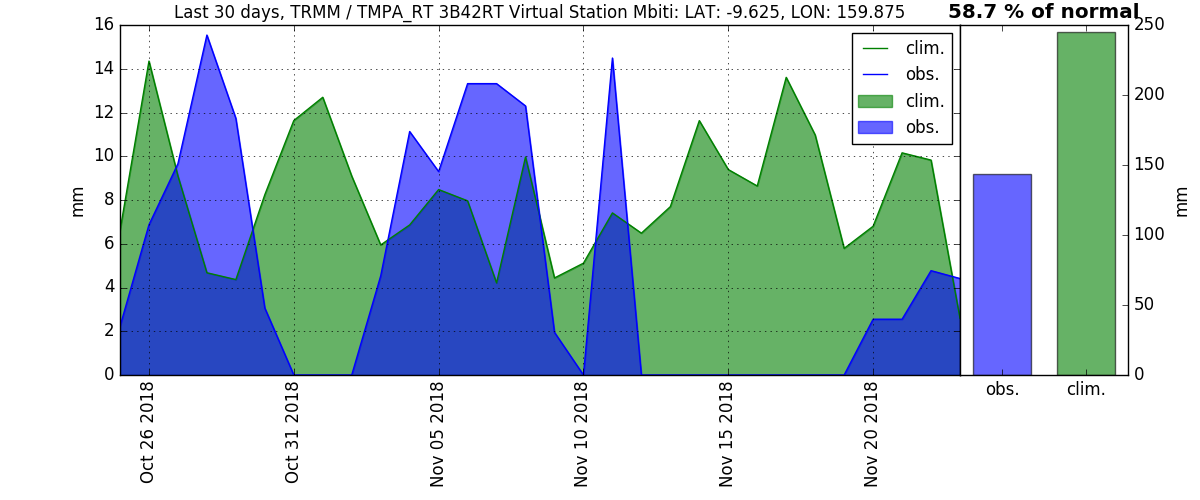 Last 30 days, TRMM / TMPA_RT 3B42RT Virtual Station Mbiti: LAT: -9.625, LON: 159.875
58.7 % of normal
16
14
12
10
8
6
4
2
0
mm
clim.
obs.
clim.
obs.
250
200
150
100
50
0
mm
Oct 26 2018
Oct 31 2018
Nov 05 2018
Nov 10 2018
Nov 15 2018
Nov 20 2018
obs.
clim.